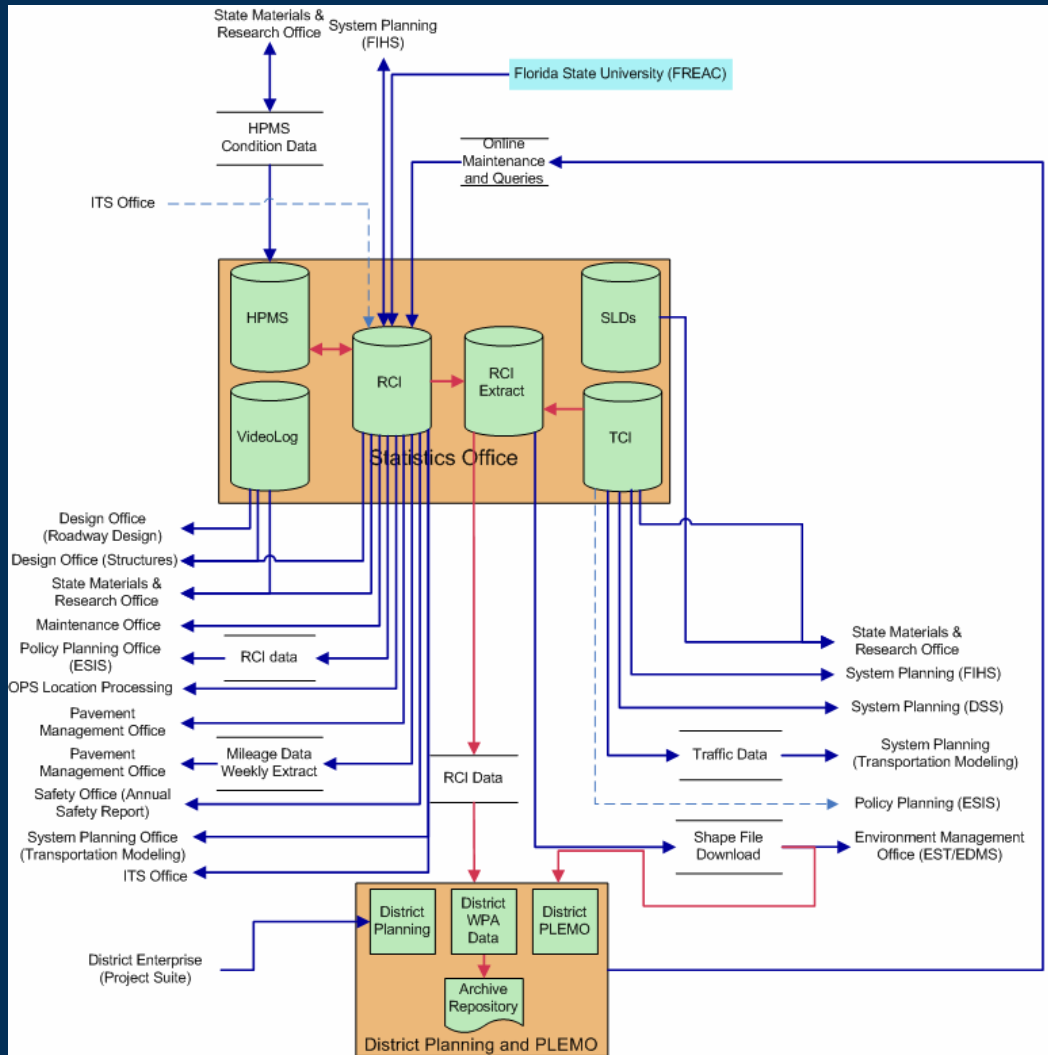 State Materials &
Research Office
System Planning
(FIHS)
Florida State University (FREAC)
HPMS
Condition Data
Online
Maintenance
and Queries
ITS Office
HPMS
SLDs
RCI
RCI
Extract
VideoLog
TCI
Statistics Office
Design Office
(Roadway Design)
Design Office (Structures)
State Materials &
Research Office
Maintenance Office
Policy Planning Office
(ESIS)
RCI data
OPS Location Processing
Pavement
Management Office
Pavement
Management Office
Mileage Data
Weekly Extract
Safety Office (Annual
Safety Report)
System Planning Office
(Transportation Modeling)
ITS Office
RCI Data
State Materials &
Research Office
System Planning (FIHS)
System Planning (DSS)
Traffic Data
System Planning
(Transportation Modeling)
Policy Planning (ESIS)
Shape File
Download
Environment Management
Office (EST/EDMS)
District
Planning
District
WPA
Data
District
PLEMO
District Enterprise
(Project Suite)
Archive
Repository
District Planning and PLEMO